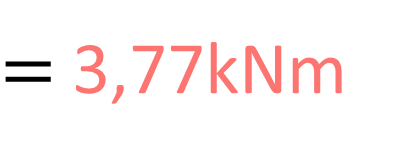 = 3,77kNm